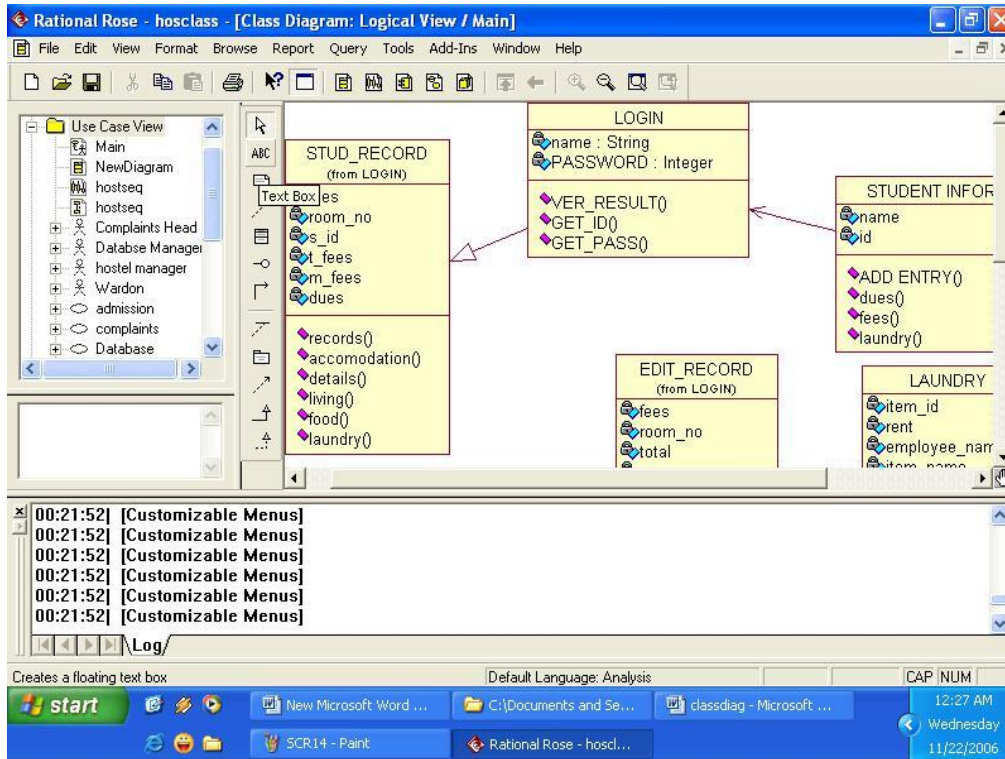 Rational Rose - hosclass - [Class Diagram: Logical View / Main]
File Edit View Format Browse Report Query Tools Add-Ins Window Help
Use Case View
Main
NewDiagram
hostseq
hostseq
Complaints Head
Databse Manager
hostel manager
Wardon
admission
complaints
Database
ABC
Text Box
STUD_RECORD
(from LOGIN)
room_no
s_id
t_fees
m_fees
dues
records()
accomodation()
details()
living()
food()
laundry()
LOGIN
name : String
PASSWORD : Integer
VER_RESULT()
GET_ID()
GET_PASS()
STUDENT INFOR
name
id
ADD ENTRY()
dues()
fees()
laundry()
EDIT_RECORD
(from LOGIN)
fees
room_no
total
LAUNDRY
item_id
rent
employee_nam
item_name
00:21:52| [Customizable Menus]
00:21:52| [Customizable Menus]
00:21:52| [Customizable Menus]
00:21:52| [Customizable Menus]
00:21:52| [Customizable Menus]
00:21:52| [Customizable Menus]
Log
Creates a floating text box Default Language: Analysis CAP NUM
start New Microsoft Word ... C:\Documents and Se... classdiag - Microsoft ... 12:27 AM
Wednesday
SCR14 - Paint Rational Rose - hoscl... 11/22/2006